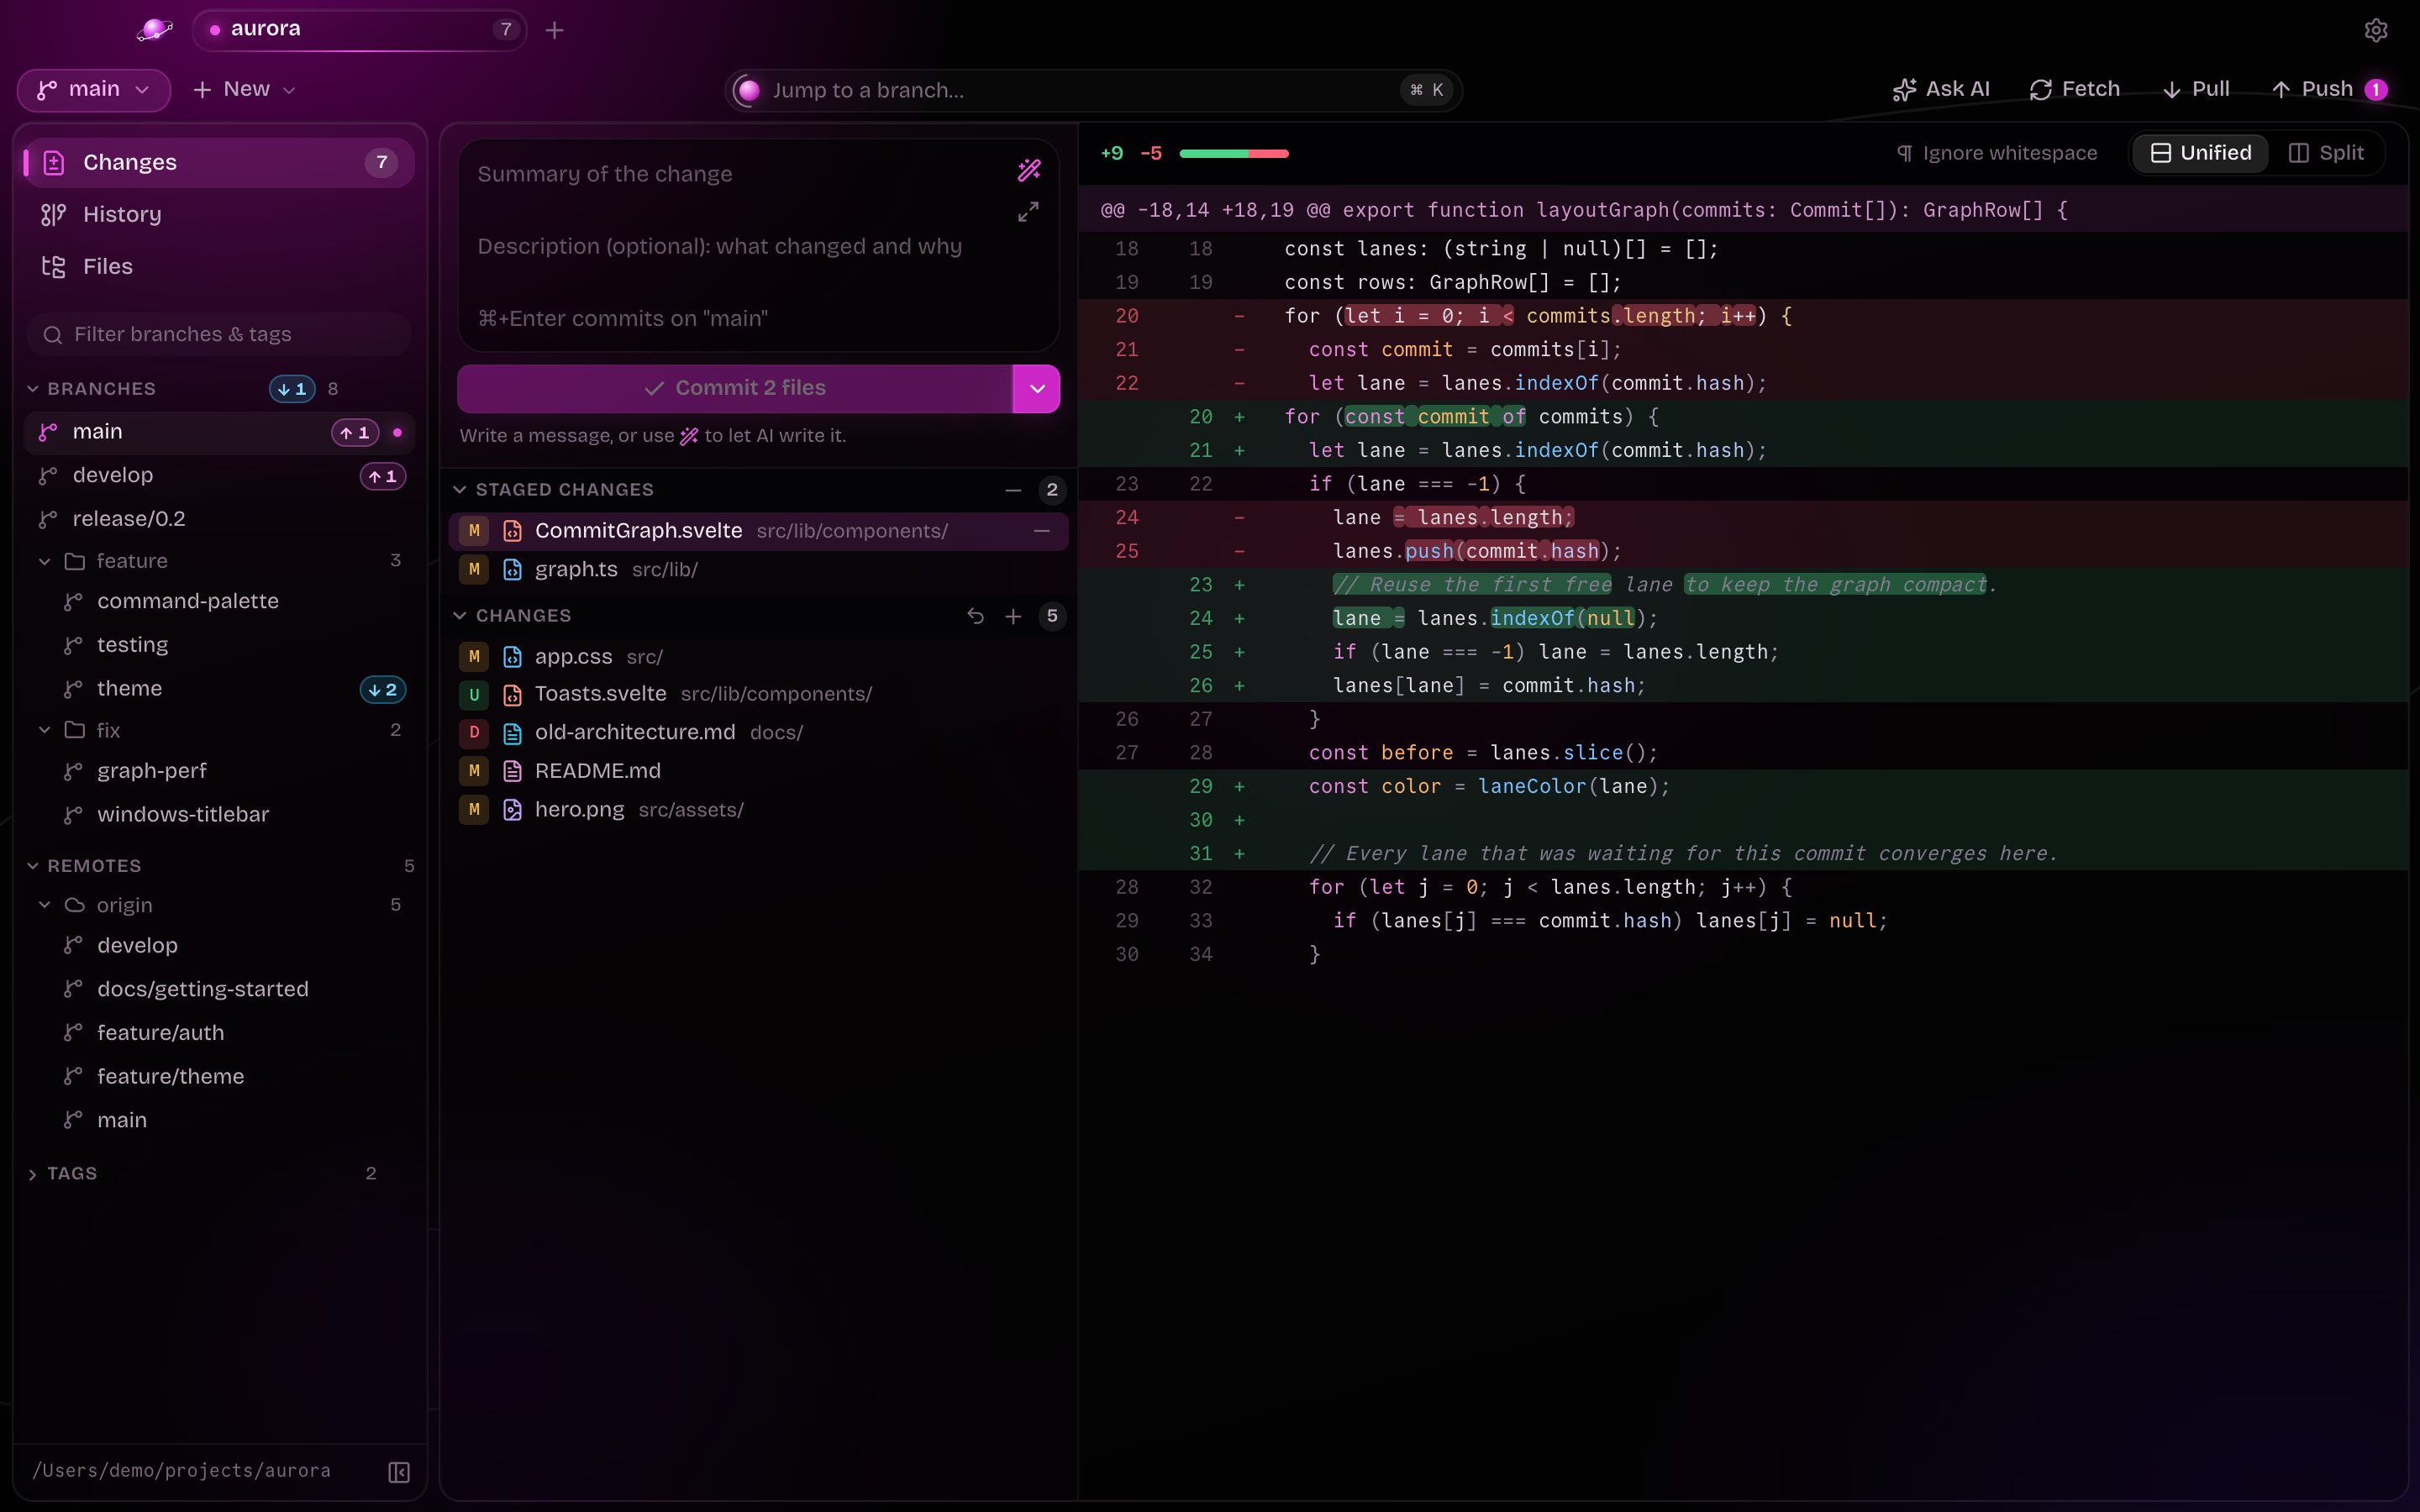 aurora 7
main
New
Jump to a branch... ⌘ K
Ask AI
Fetch
Pull
Push 1
Changes 7
History
Files
Filter branches & tags
BRANCHES ↓1 8
main ↑1
develop ↑1
release/0.2
feature 3
command-palette
testing
theme ↓2
fix 2
graph-perf
windows-titlebar
REMOTES 5
origin 5
develop
docs/getting-started
feature/auth
feature/theme
main
TAGS 2
/Users/demo/projects/aurora
Summary of the change
Description (optional): what changed and why
⌘+Enter commits on "main"
Commit 2 files
Write a message, or use to let AI write it.
STAGED CHANGES 2
M CommitGraph.svelte src/lib/components/
M graph.ts src/lib/
CHANGES 5
M app.css src/
U Toasts.svelte src/lib/components/
D old-architecture.md docs/
M README.md
M hero.png src/assets/
+9 -5
¶ Ignore whitespace
Unified
Split
@@ -18,14 +18,19 @@ export function layoutGraph(commits: Commit[]): GraphRow[] {
18 18 const lanes: (string | null)[] = [];
19 19 const rows: GraphRow[] = [];
20 - for (let i = 0; i < commits.length; i++) {
21 - const commit = commits[i];
22 - let lane = lanes.indexOf(commit.hash);
20 + for (const commit of commits) {
21 + let lane = lanes.indexOf(commit.hash);
23 22 if (lane === -1) {
24 - lane = lanes.length;
25 - lanes.push(commit.hash);
23 + // Reuse the first free lane to keep the graph compact.
24 + lane = lanes.indexOf(null);
25 + if (lane === -1) lane = lanes.length;
26 + lanes[lane] = commit.hash;
26 27 }
27 28 const before = lanes.slice();
29 + const color = laneColor(lane);
30 +
31 + // Every lane that was waiting for this commit converges here.
28 32 for (let j = 0; j < lanes.length; j++) {
29 33 if (lanes[j] === commit.hash) lanes[j] = null;
30 34 }